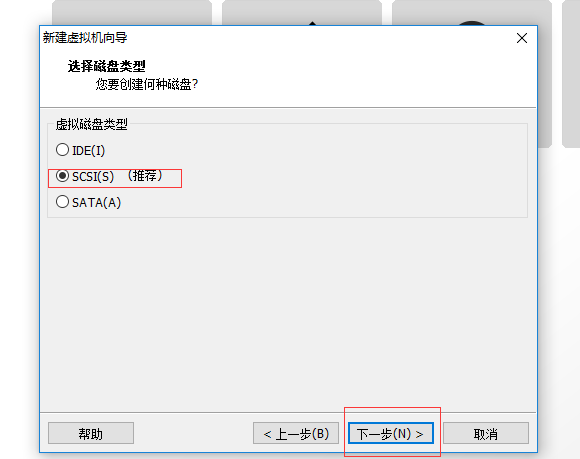 新建虚拟机向导
选择磁盘类型
您要创建何种磁盘?
虚拟磁盘类型
IDE(I)
SCSI(S) （推荐）
SATA(A)
帮助
< 上一步(B)
下一步(N) >
取消